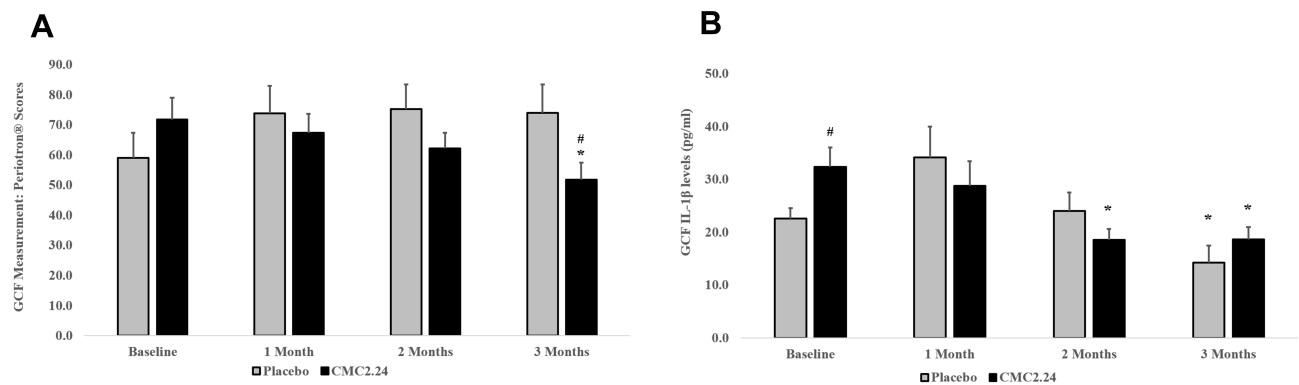 A
GCF Measurement: Periotron® Scores
90.0
80.0
70.0
60.0
50.0
40.0
30.0
20.0
10.0
0.0
#
*
Baseline
1 Month
2 Months
3 Months
Placebo
CMC2.24
B
GCF IL-1β levels (pg/ml)
50.0
40.0
30.0
20.0
10.0
0.0
#
*
*
*
Baseline
1 Month
2 Months
3 Months
Placebo
CMC2.24